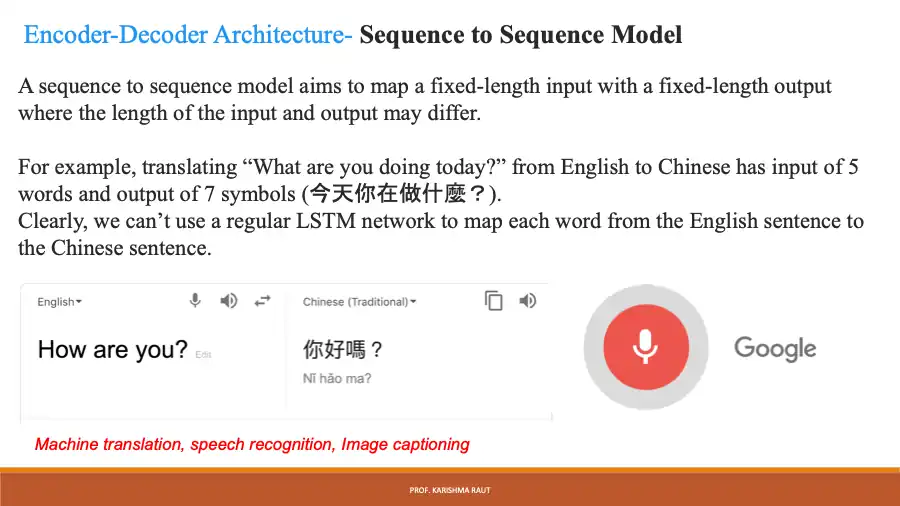 Encoder-Decoder Architecture- Sequence to Sequence Model
A sequence to sequence model aims to map a fixed-length input with a fixed-length output
where the length of the input and output may differ.
For example, translating “What are you doing today?” from English to Chinese has input of 5
words and output of 7 symbols (今天你在做什麼？).
Clearly, we can’t use a regular LSTM network to map each word from the English sentence to
the Chinese sentence.
English
Chinese (Traditional)
How are you? Edit
你好嗎？
Nǐ hǎo ma?
Google
Machine translation, speech recognition, Image captioning
PROF. KARISHMA RAUT